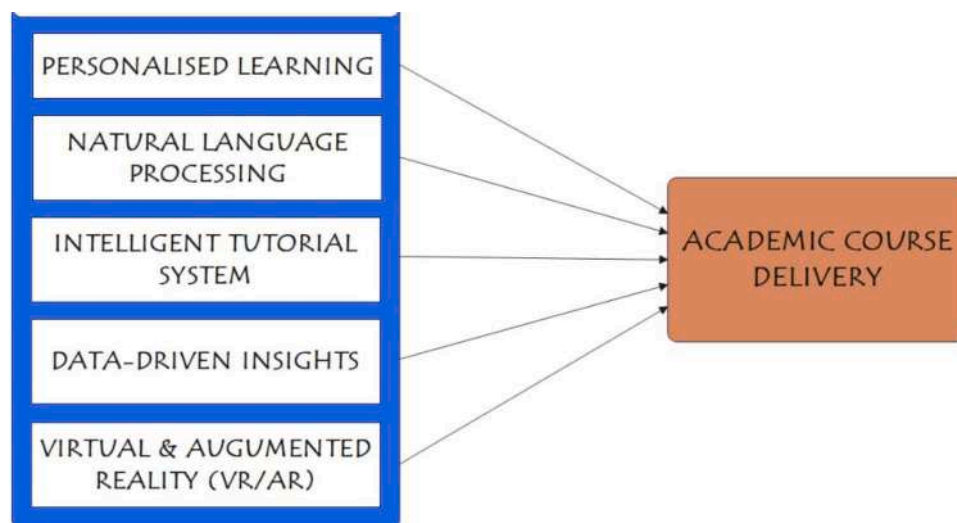 PERSONALISED LEARNING
NATURAL LANGUAGE
PROCESSING
INTELLIGENT TUTORIAL
SYSTEM
DATA-DRIVEN INSIGHTS
VIRTUAL & AUGUMENTED
REALITY (VR/AR)
ACADEMIC COURSE
DELIVERY